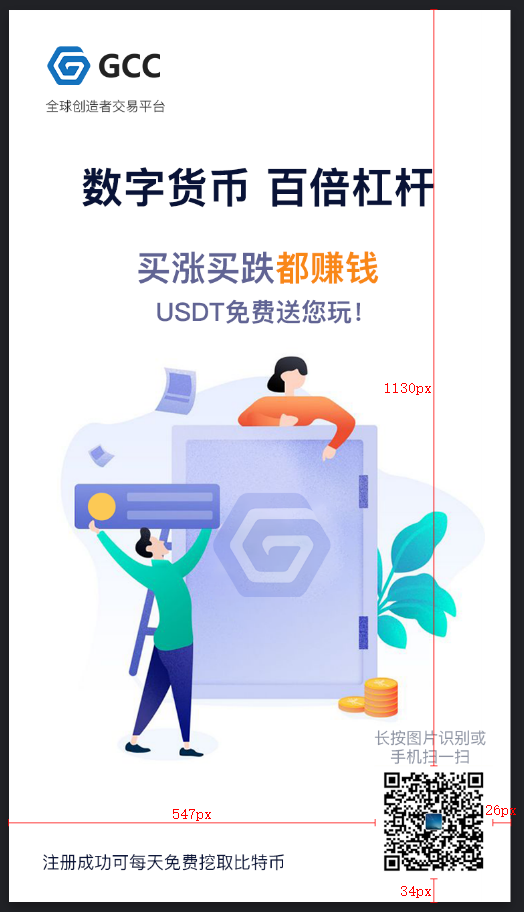 GCC
全球创造者交易平台
数字货币 百倍杠杆
买涨买跌都赚钱
USDT免费送您玩！
1130px
长按图片识别或
手机扫一扫
547px
26px
注册成功可每天免费挖取比特币
34px